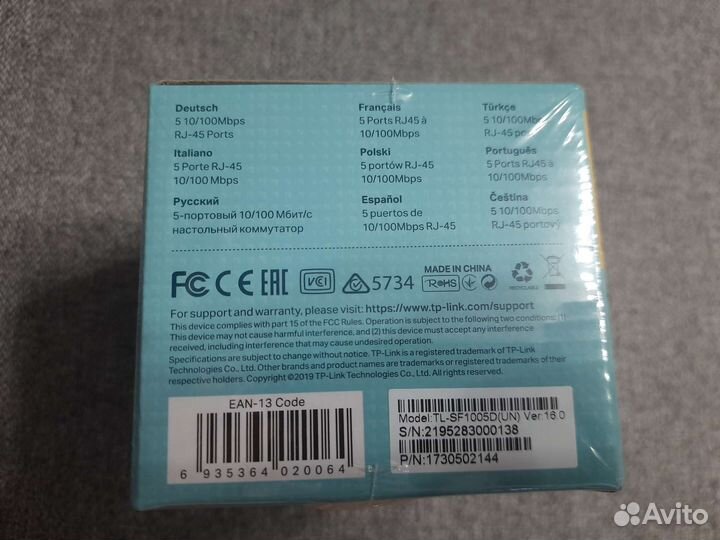 Deutsch
5 10/100Mbps
RJ-45 Ports
Français
5 Ports RJ45 à
10/100Mbps
Türkçe
5 10/100Mbps
RJ-45
Italiano
5 Porte RJ-45
10/100 Mbps
Polski
5 portów RJ-45
10/100 Mbps
Português
5 Ports RJ45 à
10/100 Mbps
Русский
5-портовый 10/100 Мбит/с
настольный коммутатор
Español
5 puertos de
10/100Mbps RJ-45
Čeština
5 10/100Mbps
RJ-45 portový
FC CE EAC VCCI 5734
MADE IN CHINA
RoHS
RECYCLABLE
For support and warranty, please visit: https://www.tp-link.com/support
This device complies with part 15 of the FCC Rules. Operation is subject to the following two conditions: (1)
This device may not cause harmful interference, and (2) this device must accept any interference
received, including interference that may cause undesired operation.
Specifications are subject to change without notice. TP-Link is a registered trademark of TP-Link
Technologies Co., Ltd. Other brands and product names are trademarks or registered trademarks of their
respective holders. Copyright ©2019 TP-Link Technologies Co., Ltd. All rights reserved.
EAN-13 Code
6 935364 020064
Model:TL-SF1005D(UN) Ver:16.0
S/N:2195283000138
P/N:1730502144
Avito